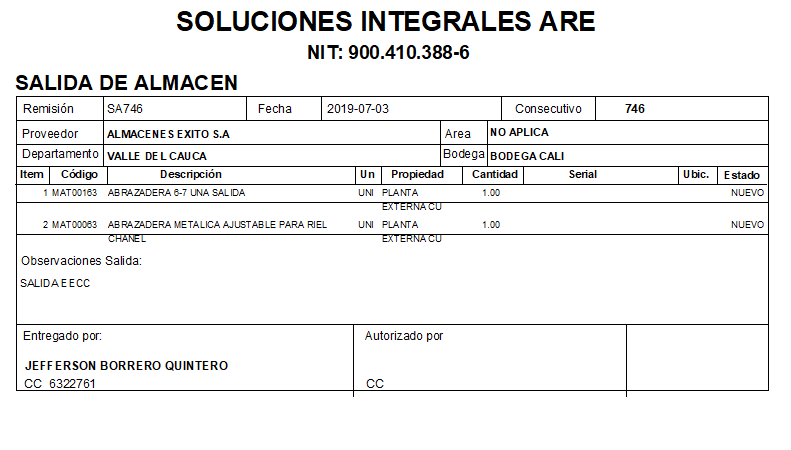 SOLUCIONES INTEGRALES ARE
NIT: 900.410.388-6
SALIDA DE ALMACEN
Remisión SA746 Fecha 2019-07-03 Consecutivo 746
Proveedor ALMACENES EXITO S.A Area NO APLICA
Departamento VALLE DEL CAUCA Bodega BODEGA CALI
Item Código Descripción Un Propiedad Cantidad Serial Ubic. Estado
1 MAT00163 ABRAZADERA 6-7 UNA SALIDA UNI PLANTA 1.00 NUEVO
EXTERNA CU
2 MAT00063 ABRAZADERA METALICA AJUSTABLE PARA RIEL UNI PLANTA 1.00 NUEVO
CHANEL EXTERNA CU
Observaciones Salida:
SALIDA EECC
Entregado por: Autorizado por
JEFFERSON BORRERO QUINTERO
CC 6322761 CC